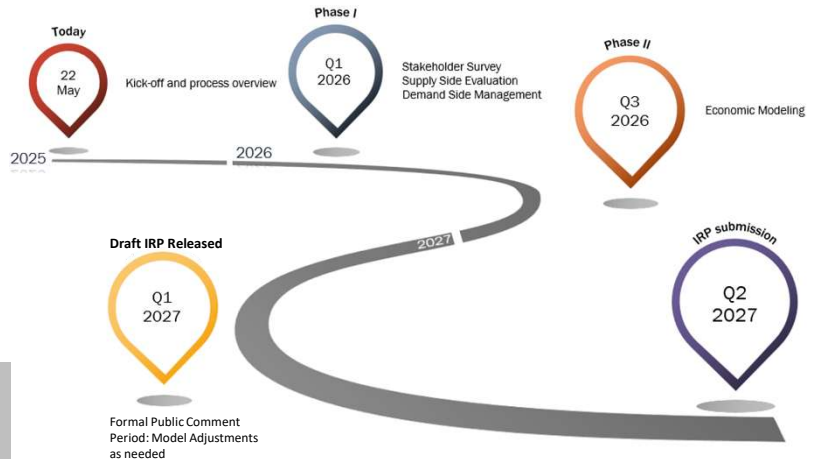 Today
22
May
Kick-off and process overview
Phase I
Q1
2026
Stakeholder Survey
Supply Side Evaluation
Demand Side Management
Phase II
Q3
2026
Economic Modeling
2025
2026
2027
Draft IRP Released
Q1
2027
Formal Public Comment
Period: Model Adjustments
as needed
IRP submission
Q2
2027